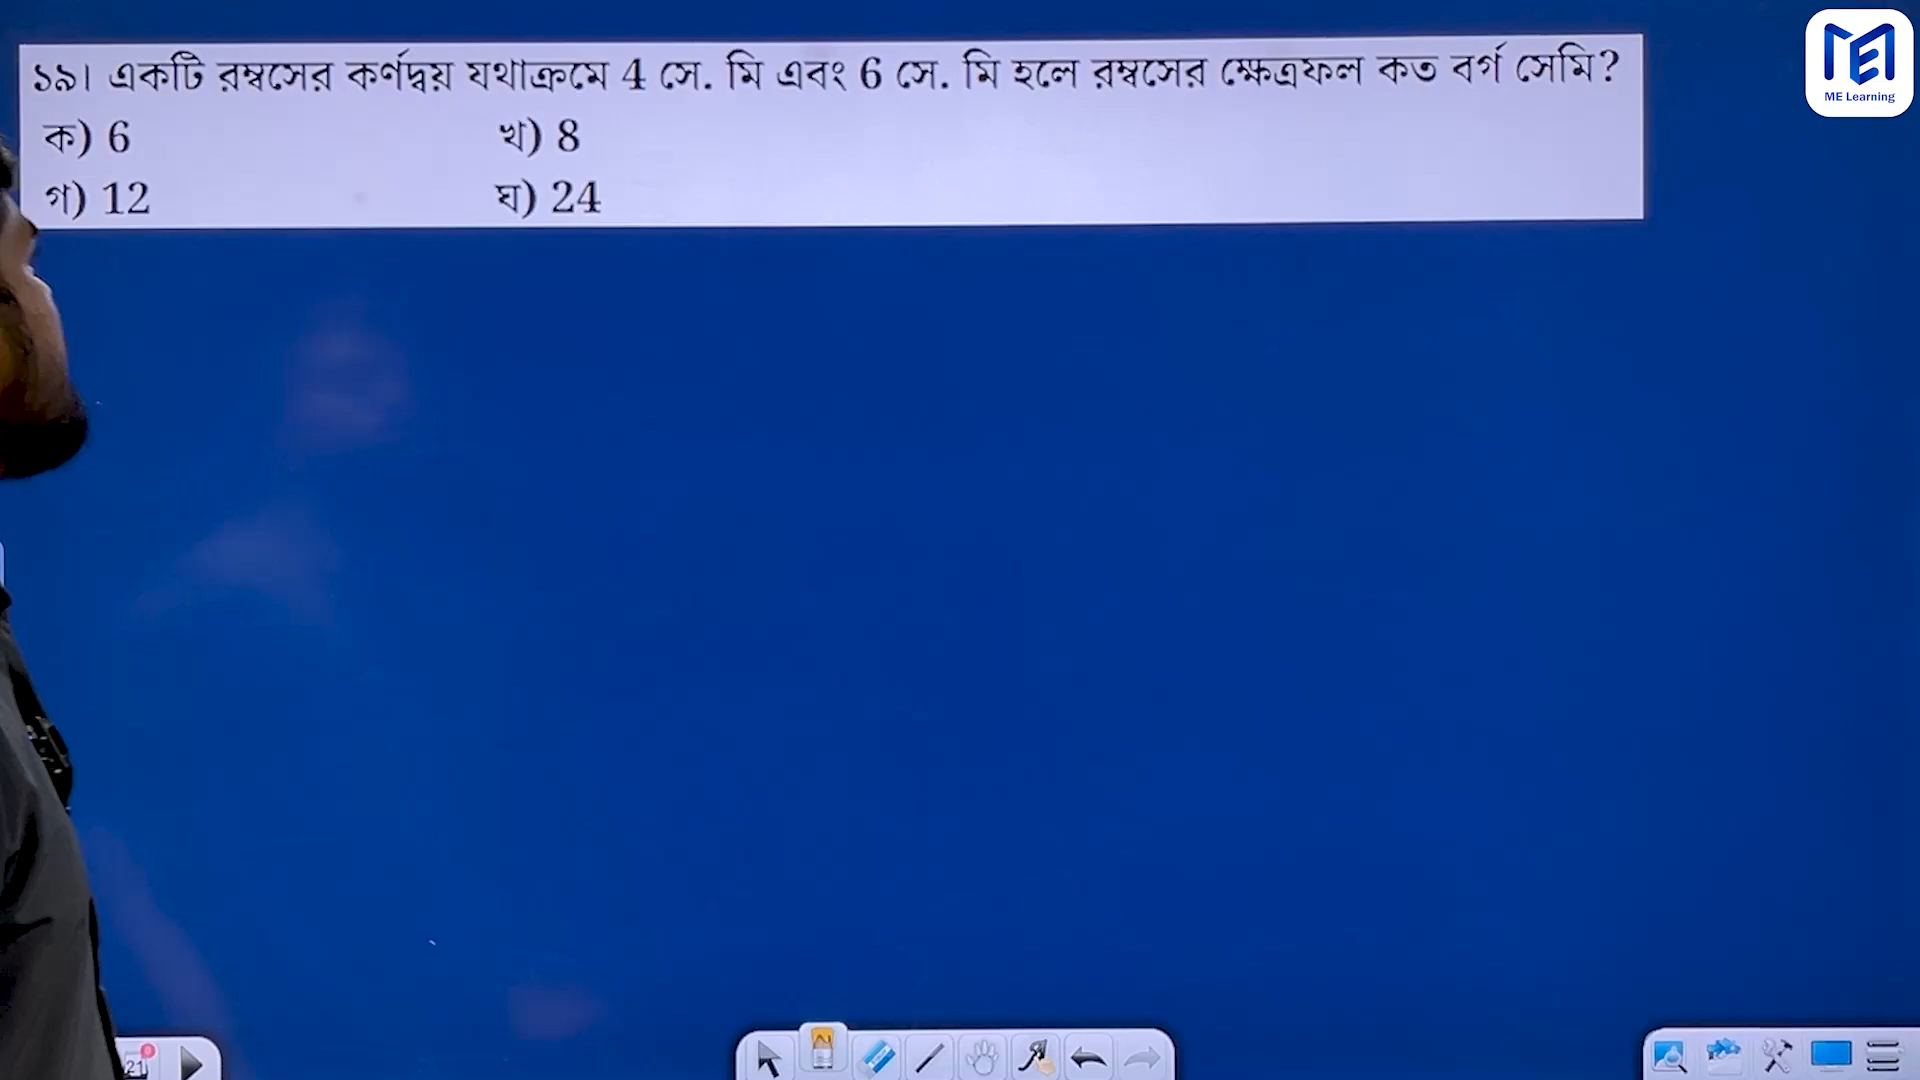 ME Learning
১৯। একটি রম্বসের কর্ণদ্বয় যথাক্রমে 4 সে. মি এবং 6 সে. মি হলে রম্বসের ক্ষেত্রফল কত বর্গ সেমি?
ক) 6 খ) 8
গ) 12 ঘ) 24
21